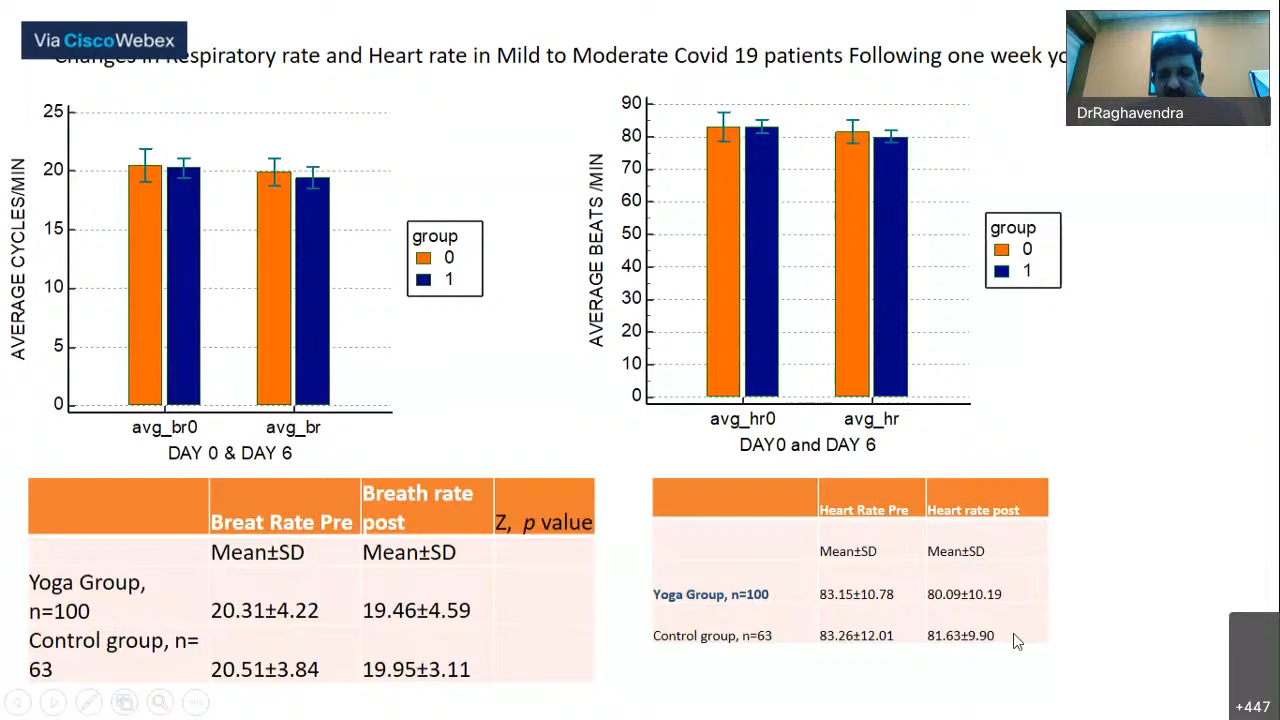 Via CiscoWebex
Changes in Respiratory rate and Heart rate in Mild to Moderate Covid 19 patients Following one week
DrRaghavendra
25
20
15
10
5
0
AVERAGE CYCLES/MIN
avg_br0 avg_br
DAY 0 & DAY 6
group
0
1
90
80
70
60
50
40
30
20
10
0
AVERAGE BEATS /MIN
avg_hr0 avg_hr
DAY0 and DAY 6
group
0
1
Breat Rate Pre Breath rate post Z, p value
Mean±SD Mean±SD
Yoga Group, n=100 20.31±4.22 19.46±4.59
Control group, n= 63 20.51±3.84 19.95±3.11
Heart Rate Pre Heart rate post
Mean±SD Mean±SD
Yoga Group, n=100 83.15±10.78 80.09±10.19
Control group, n=63 83.26±12.01 81.63±9.90
+447